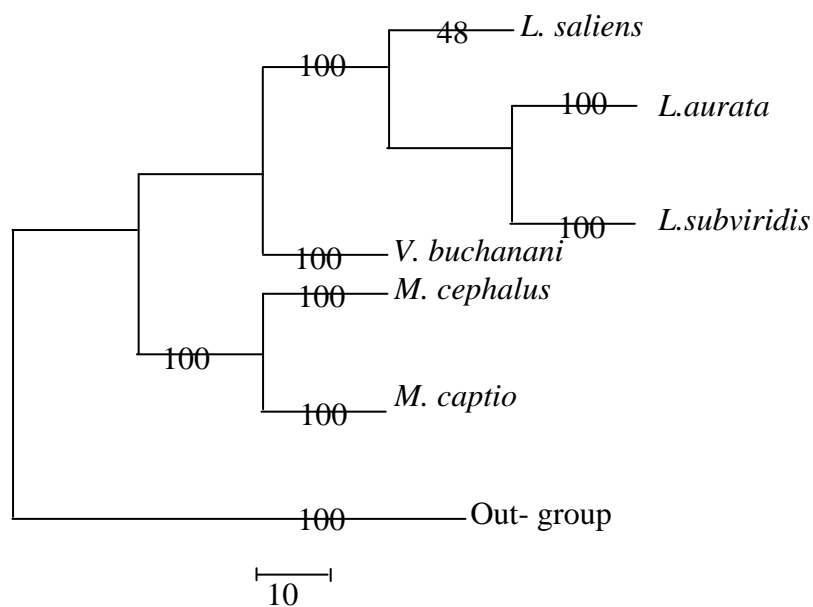 48 L. saliens
100
100 L.aurata
100 L.subviridis
100 V. buchanani
100 M. cephalus
100
100 M. captio
100 Out- group
10